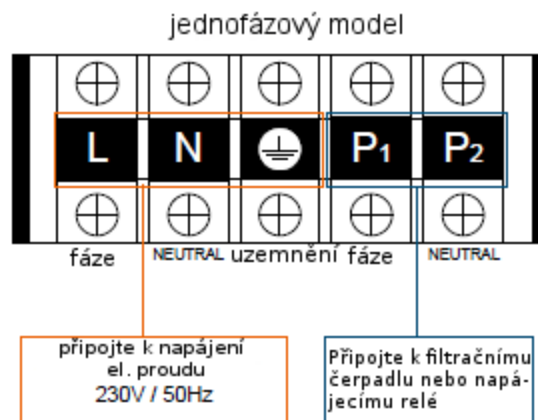 jednofázový model
L N P1 P2
fáze NEUTRAL uzemnění fáze NEUTRAL
připojte k napájení
el. proudu
230V / 50Hz
Připojte k filtračnímu
čerpadlu nebo napá-
jecímu relé